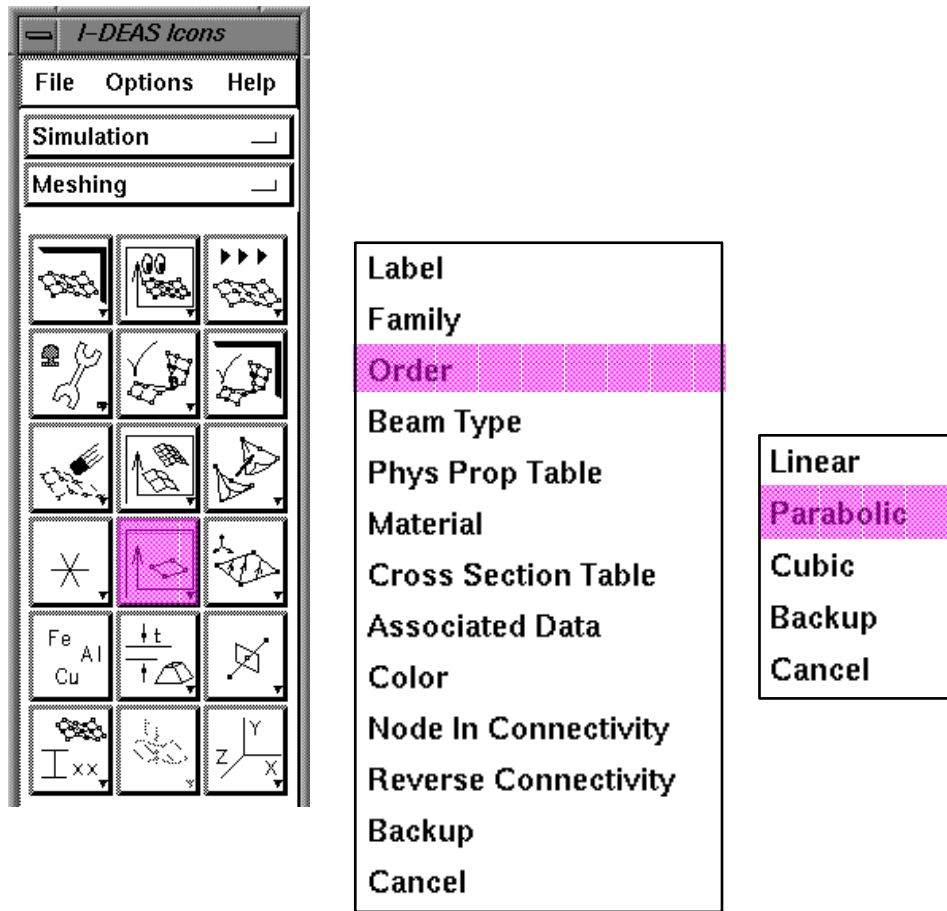 I-DEAS Icons
File Options Help
Simulation
Meshing
Fe Al Cu
t
xx
Y
Z X
Label
Family
Order
Beam Type
Phys Prop Table
Material
Cross Section Table
Associated Data
Color
Node In Connectivity
Reverse Connectivity
Backup
Cancel
Linear
Parabolic
Cubic
Backup
Cancel